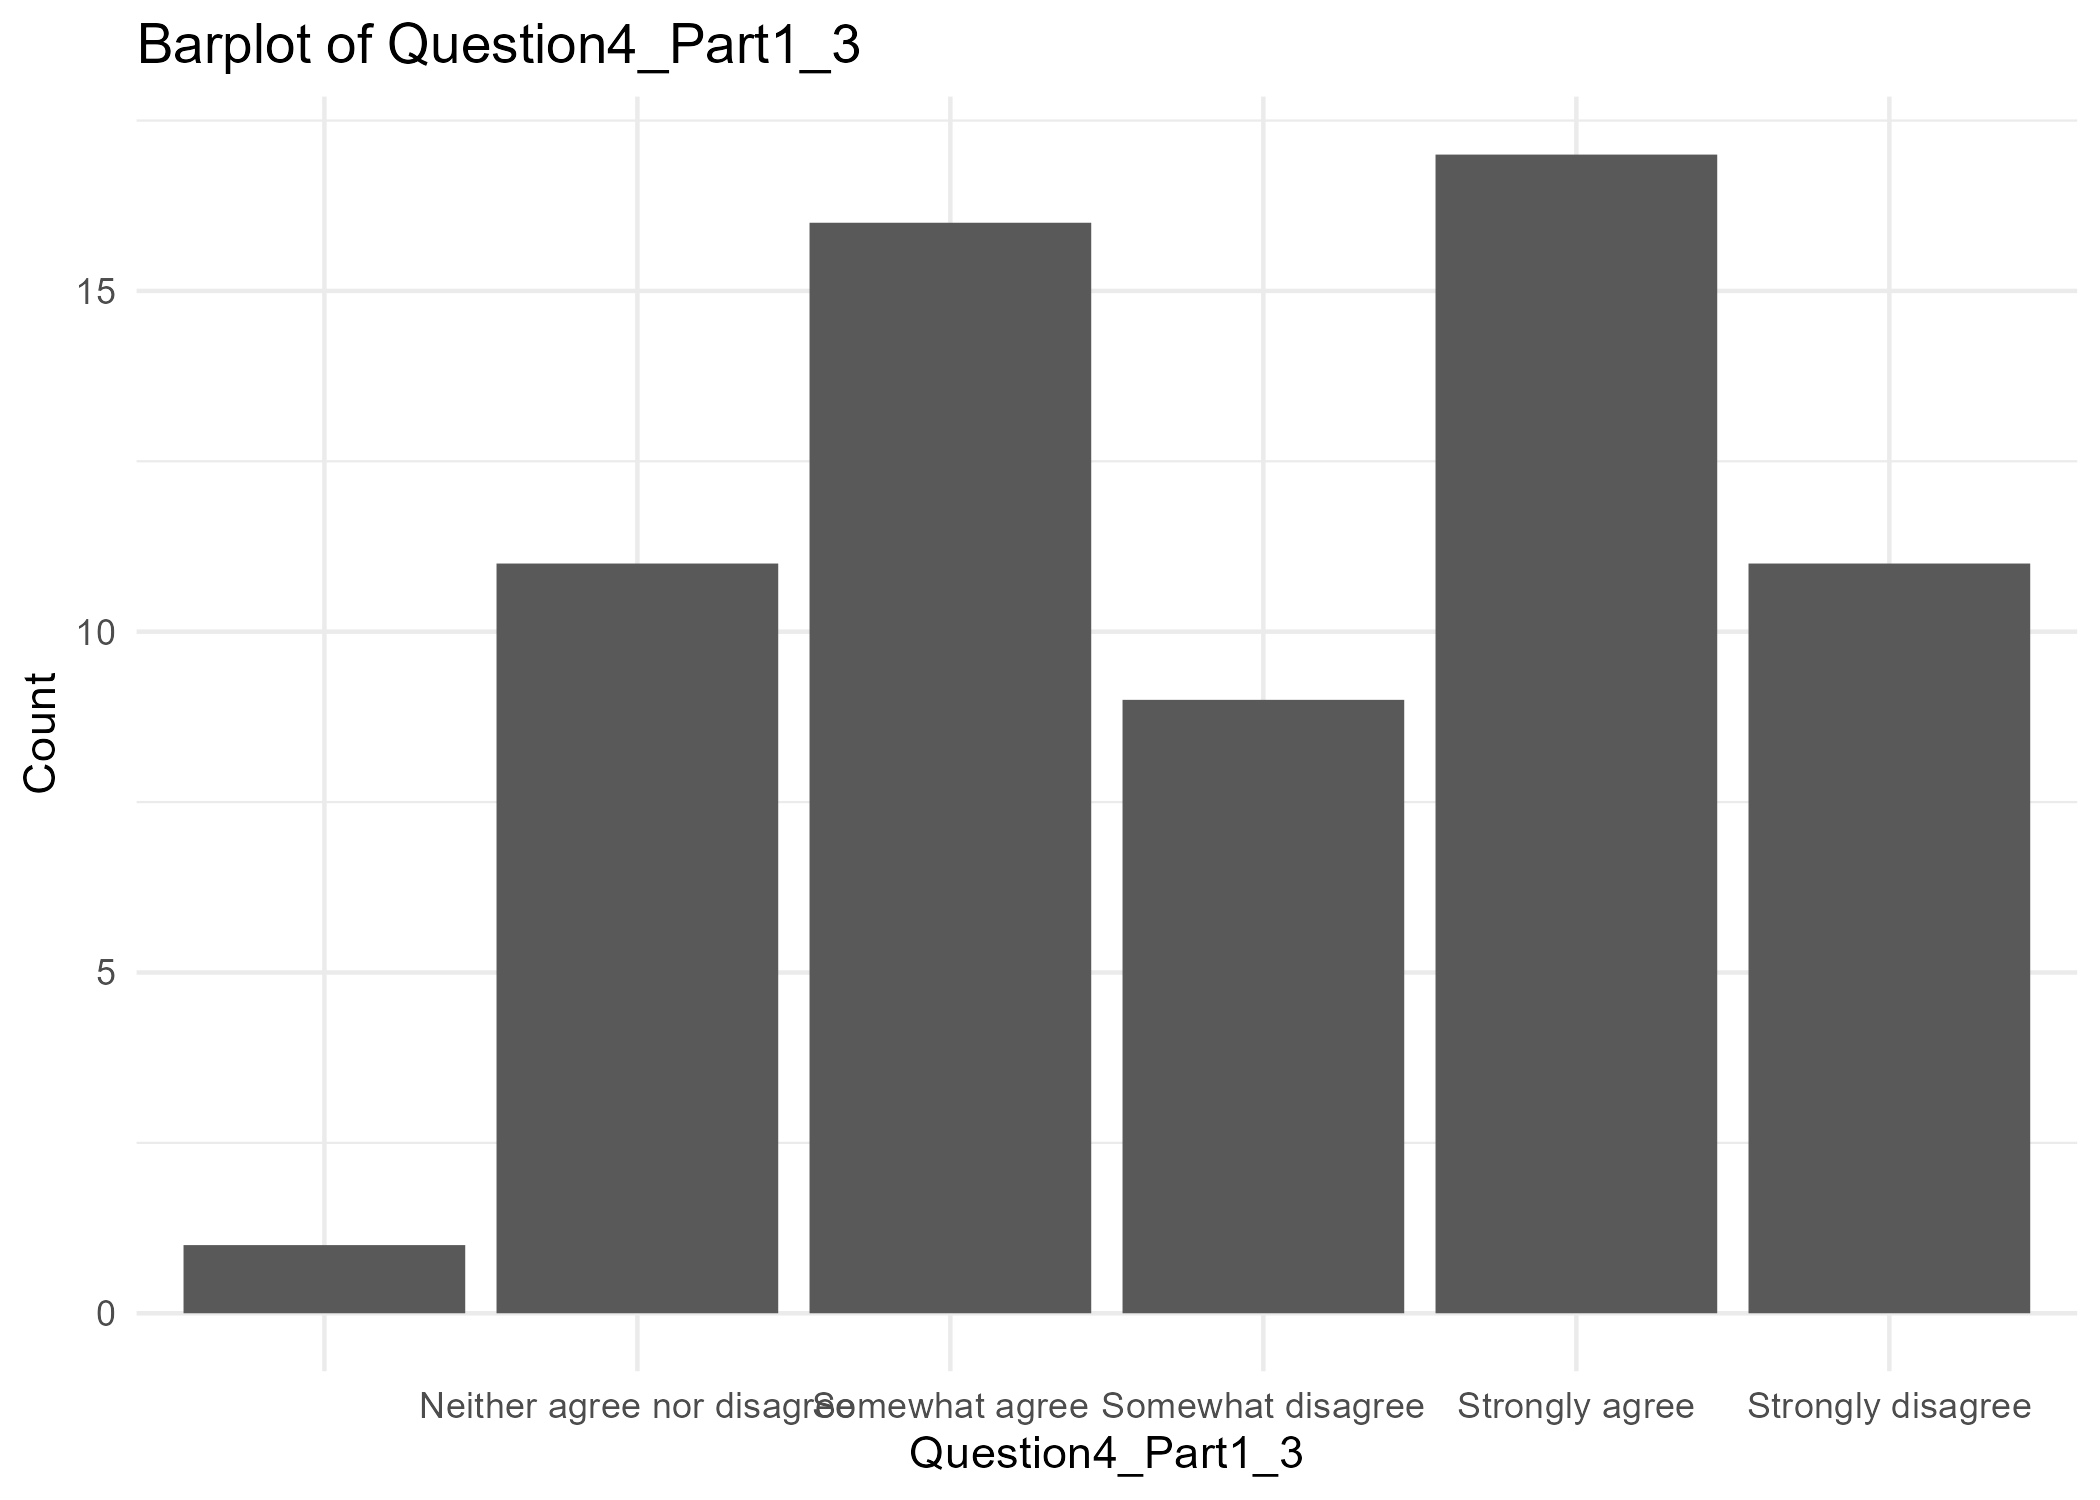 Barplot of Question4_Part1_3
15
10
5
0
Count
Neither agree nor disagree Somewhat agree Somewhat disagree Strongly agree Strongly disagree
Question4_Part1_3